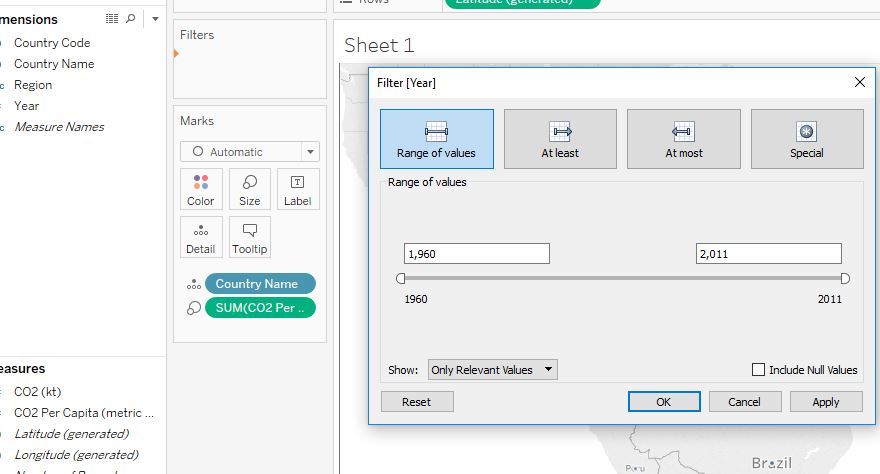 Rows
Latitude (generated)
mensions
Country Code
Country Name
Region
Year
Measure Names
easures
CO2 (kt)
CO2 Per Capita (metric ...
Latitude (generated)
Longitude (generated)
Filters
Marks
Automatic
Color
Size
Label
Detail
Tooltip
Country Name
SUM(CO2 Per ..
Sheet 1
Filter [Year]
Range of values
At least
At most
Special
Range of values
1,960
2,011
1960
2011
Show:
Only Relevant Values
Include Null Values
Reset
OK
Cancel
Apply
Peru
Brazil